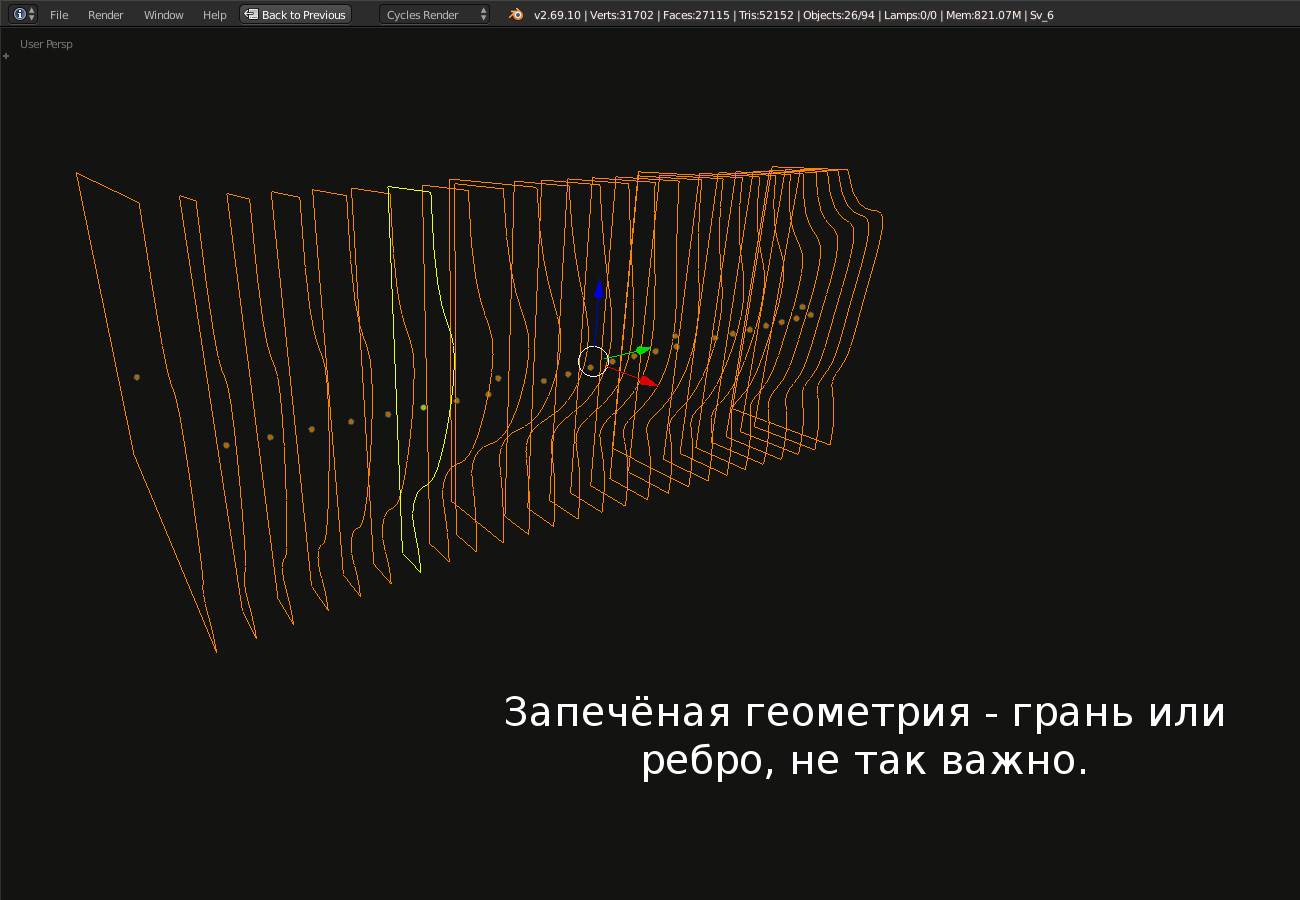 File Render Window Help Back to Previous Cycles Render v2.69.10 | Verts:31702 | Faces:27115 | Tris:52152 | Objects:26/94 | Lamps:0/0 | Mem:821.07M | Sv_6
User Persp
Запечёная геометрия - грань или
ребро, не так важно.